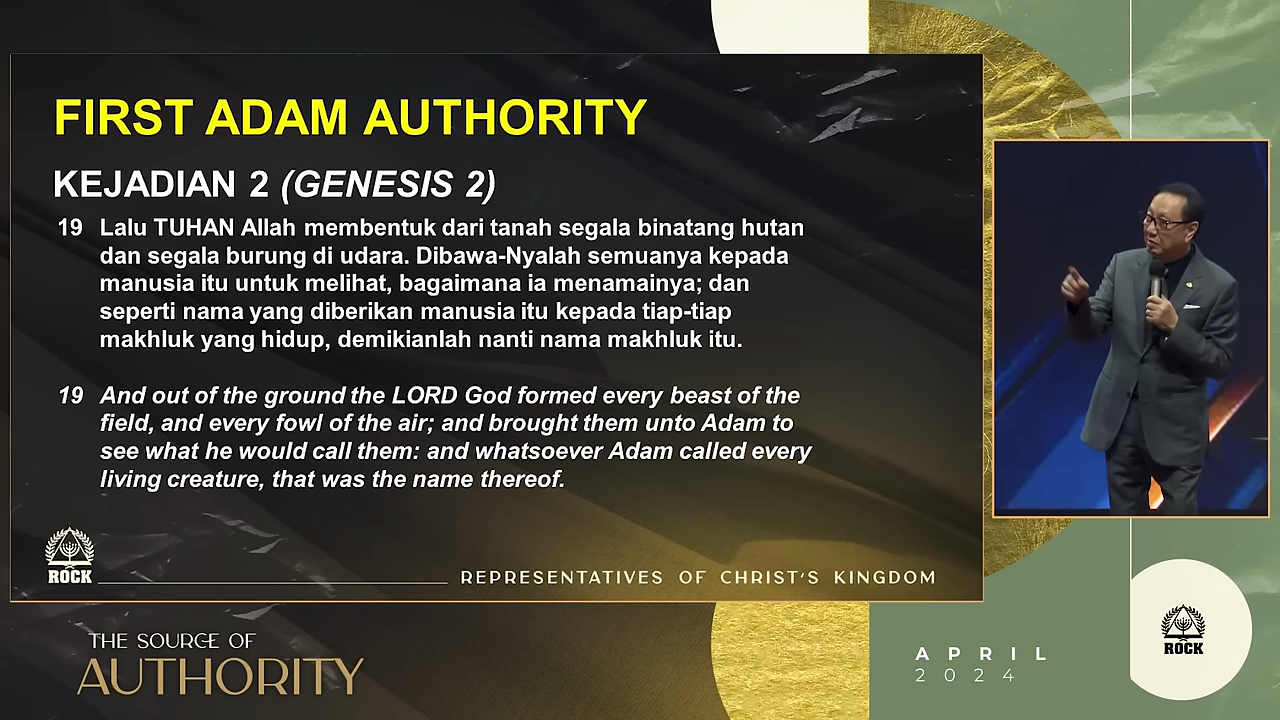 FIRST ADAM AUTHORITY
KEJADIAN 2 (GENESIS 2)
19 Lalu TUHAN Allah membentuk dari tanah segala binatang hutan
dan segala burung di udara. Dibawa-Nyalah semuanya kepada
manusia itu untuk melihat, bagaimana ia menamainya; dan
seperti nama yang diberikan manusia itu kepada tiap-tiap
makhluk yang hidup, demikianlah nanti nama makhluk itu.
19 And out of the ground the LORD God formed every beast of the
field, and every fowl of the air; and brought them unto Adam to
see what he would call them: and whatsoever Adam called every
living creature, that was the name thereof.
ROCK
REPRESENTATIVES OF CHRIST'S KINGDOM
THE SOURCE OF
AUTHORITY
APRIL
2024
ROCK